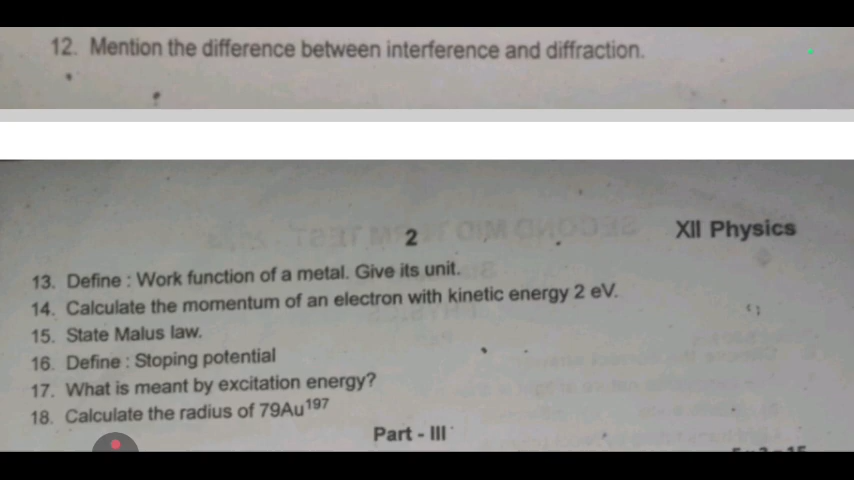 12. Mention the difference between interference and diffraction.
2
XII Physics
13. Define : Work function of a metal. Give its unit.
14. Calculate the momentum of an electron with kinetic energy 2 eV.
15. State Malus law.
16. Define : Stoping potential
17. What is meant by excitation energy?
18. Calculate the radius of 79Au¹⁹⁷
Part - III